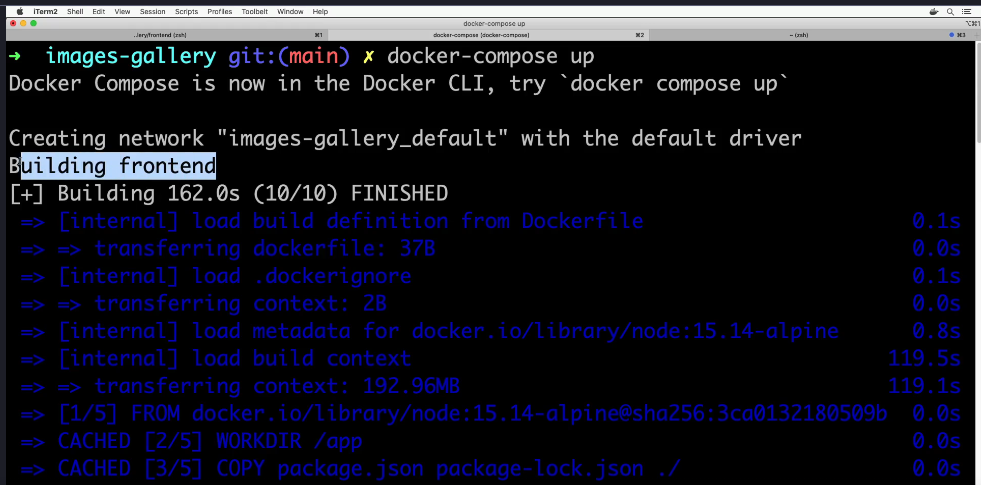 iTerm2 Shell Edit View Session Scripts Profiles Toolbelt Window Help
docker-compose up
⌥⌘1
../ery/frontend (zsh) ⌘1 docker-compose (docker-compose) ⌘2 ~ (zsh) ⌘3
→ images-gallery git:(main) ✗ docker-compose up
Docker Compose is now in the Docker CLI, try `docker compose up`
Creating network "images-gallery_default" with the default driver
Building frontend
[+] Building 162.0s (10/10) FINISHED
=> [internal] load build definition from Dockerfile 0.1s
=> => transferring dockerfile: 37B 0.0s
=> [internal] load .dockerignore 0.1s
=> => transferring context: 2B 0.0s
=> [internal] load metadata for docker.io/library/node:15.14-alpine 0.8s
=> [internal] load build context 119.5s
=> => transferring context: 192.96MB 119.1s
=> [1/5] FROM docker.io/library/node:15.14-alpine@sha256:3ca0132180509b 0.0s
=> CACHED [2/5] WORKDIR /app 0.0s
=> CACHED [3/5] COPY package.json package-lock.json ./ 0.0s